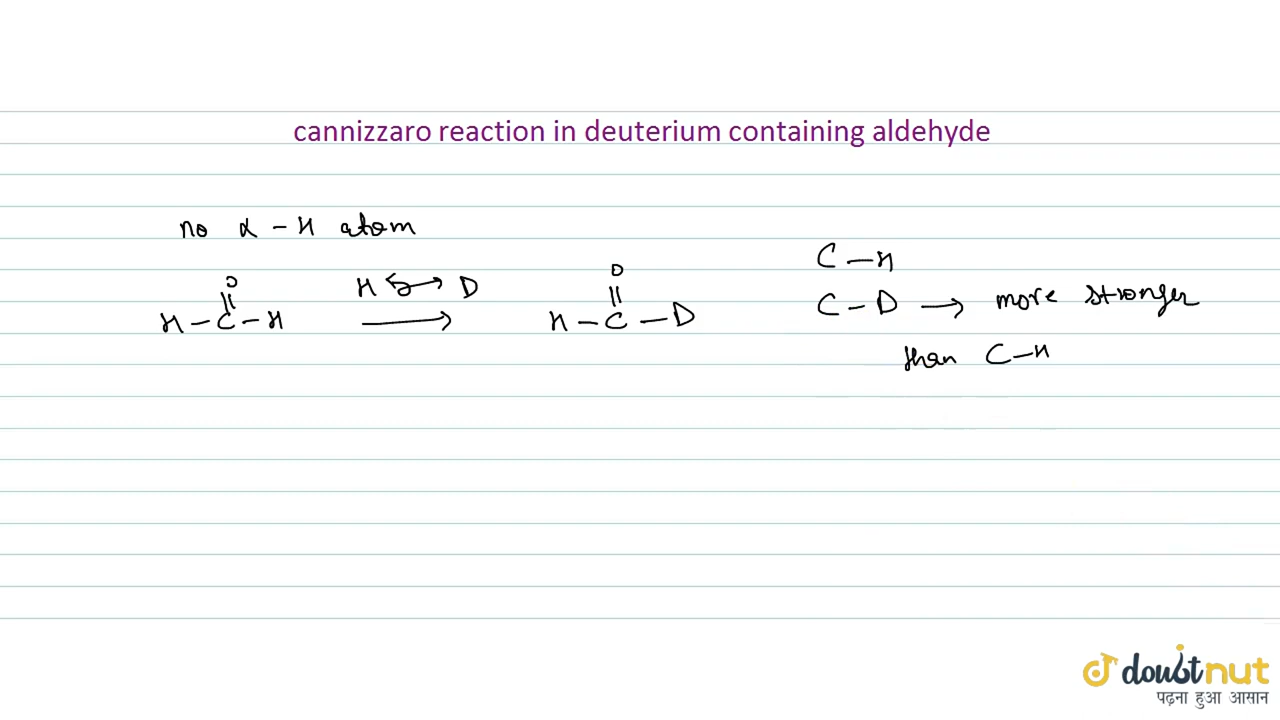 cannizzaro reaction in deuterium containing aldehyde
no α - H atom
O
||
H - C - H
H ↔ D
⟶
O
||
H - C - D
C - H
C - D → more stronger
than C - H
doubtnut
पढ़ना हुआ आसान